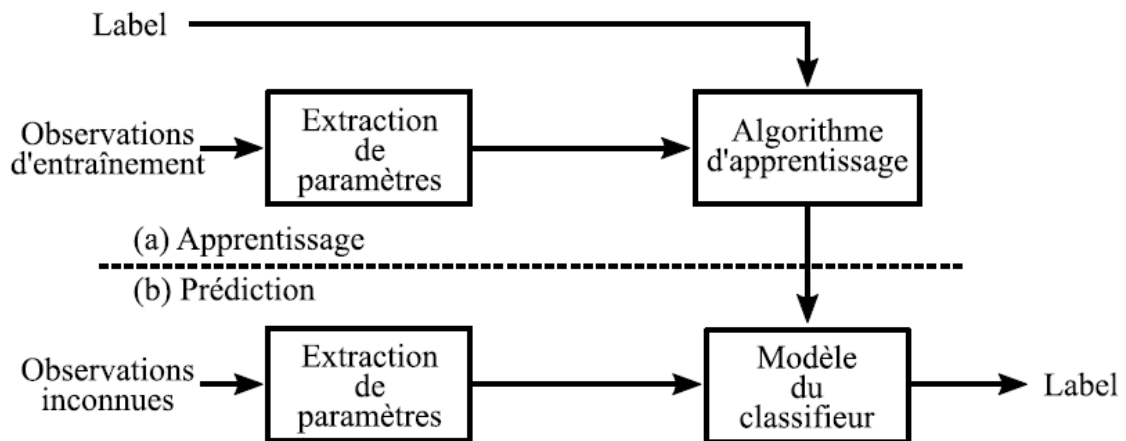 Label
Observations
d'entraînement
Extraction
de
paramètres
Algorithme
d'apprentissage
(a) Apprentissage
(b) Prédiction
Observations
inconnues
Extraction
de
paramètres
Modèle
du
classifieur
Label